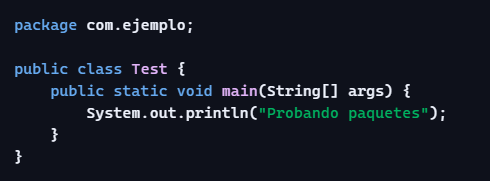 package com.ejemplo;

public class Test {
    public static void main(String[] args) {
        System.out.println("Probando paquetes");
    }
}